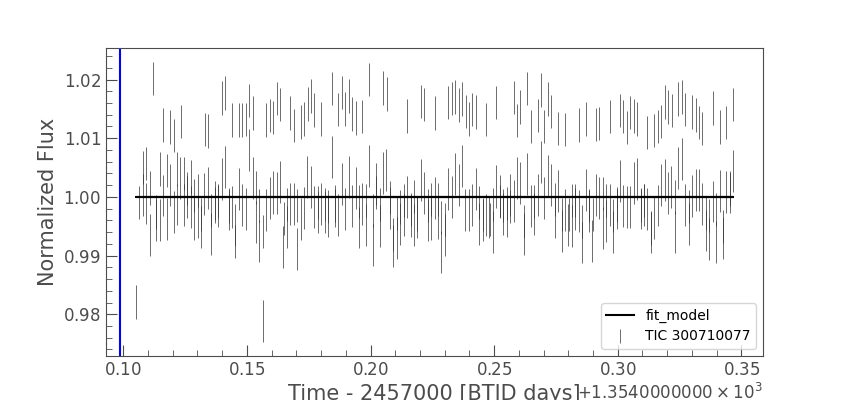 Normalized Flux
1.02
1.01
1.00
0.99
0.98
fit_model
TIC 300710077
0.10 0.15 0.20 0.25 0.30 0.35
Time - 2457000 [BTJD days]
+1.3540000000 × 10³